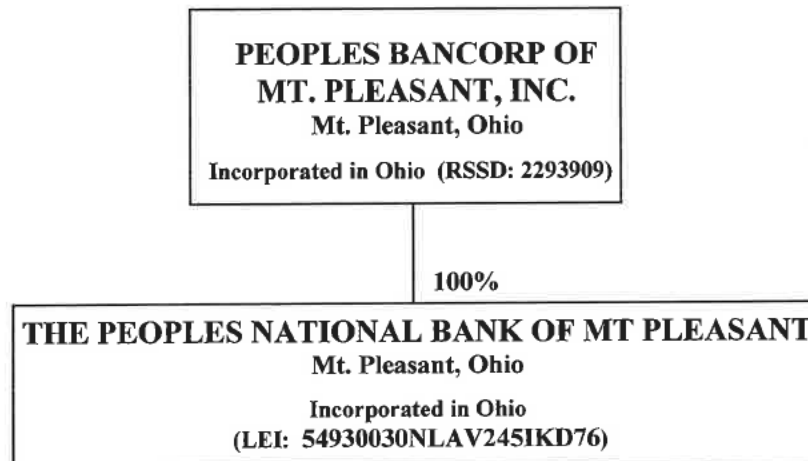 PEOPLES BANCORP OF
MT. PLEASANT, INC.
Mt. Pleasant, Ohio
Incorporated in Ohio (RSSD: 2293909)
100%
THE PEOPLES NATIONAL BANK OF MT PLEASANT
Mt. Pleasant, Ohio
Incorporated in Ohio
(LEI: 54930030NLAV245IKD76)